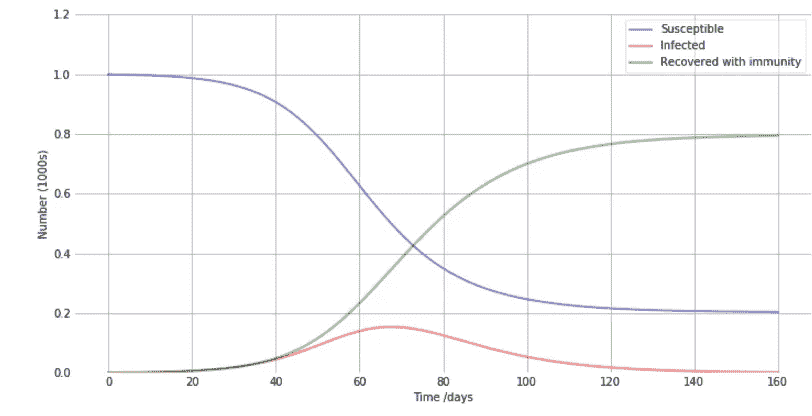 1.2
1.0
0.8
0.6
0.4
0.2
0.0
Number (1000s)
Susceptible
Infected
Recovered with immunity
0 20 40 60 80 100 120 140 160
Time /days